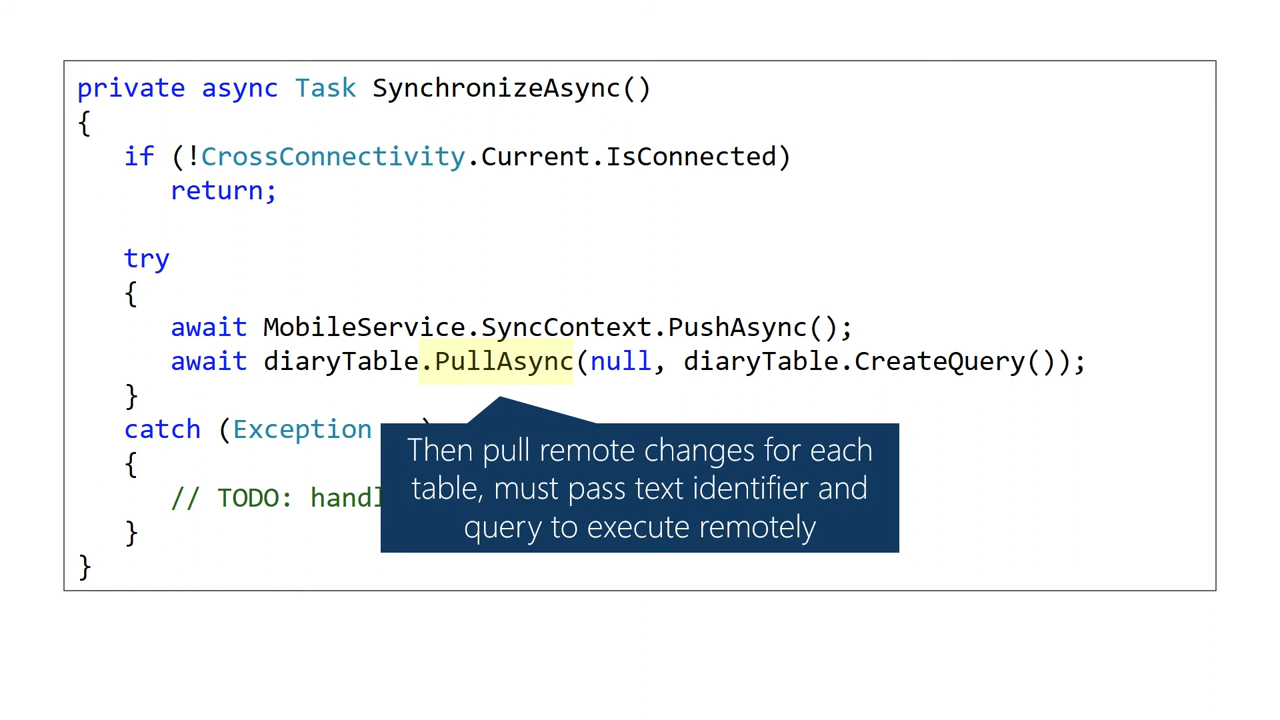 private async Task SynchronizeAsync()
{
if (!CrossConnectivity.Current.IsConnected)
return;
try
{
await MobileService.SyncContext.PushAsync();
await diaryTable.PullAsync(null, diaryTable.CreateQuery());
}
catch (Exception )
{
// TODO: handl
}
}
Then pull remote changes for each
table, must pass text identifier and
query to execute remotely